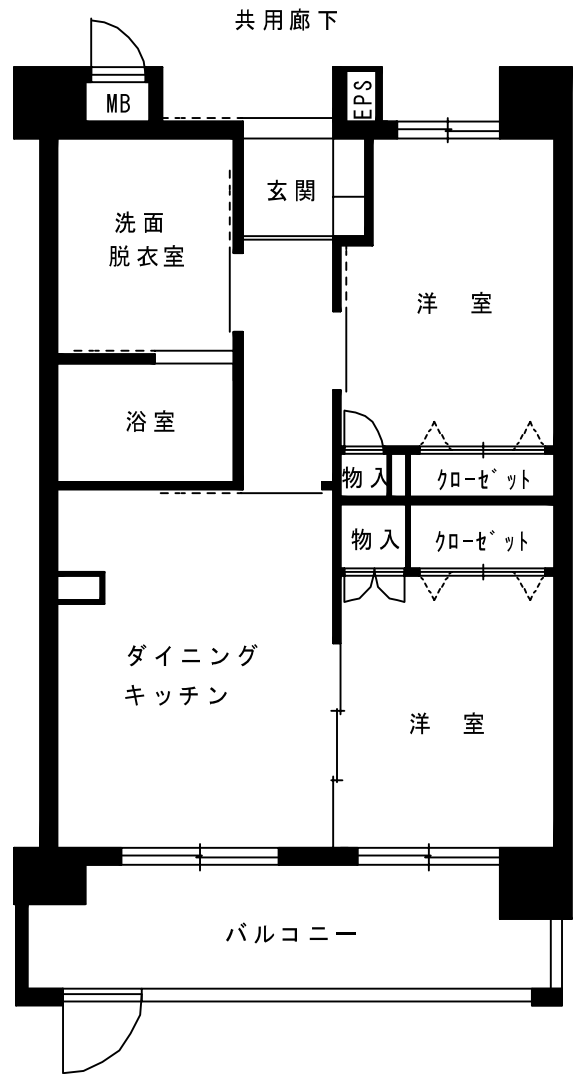 共用廊下
MB
EPS
玄関
洗面
脱衣室
洋室
浴室
物入
クローゼット
物入
クローゼット
ダイニング
キッチン
洋室
バルコニー